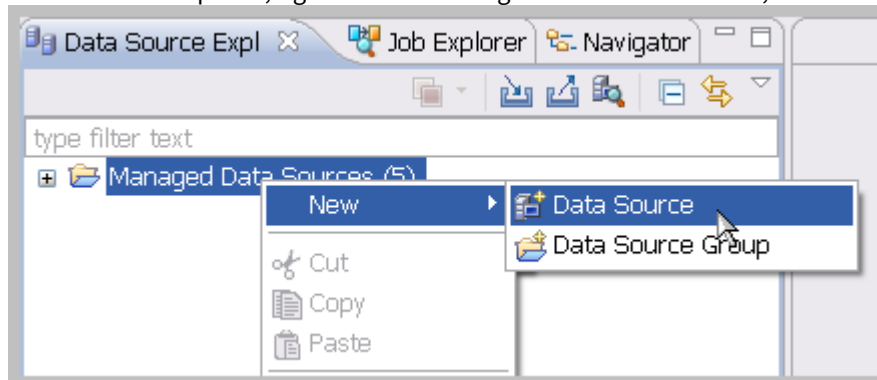 Data Source Expl Job Explorer Navigator
type filter text
Managed Data Sources (5)
New Data Source
Data Source Group
Cut
Copy
Paste